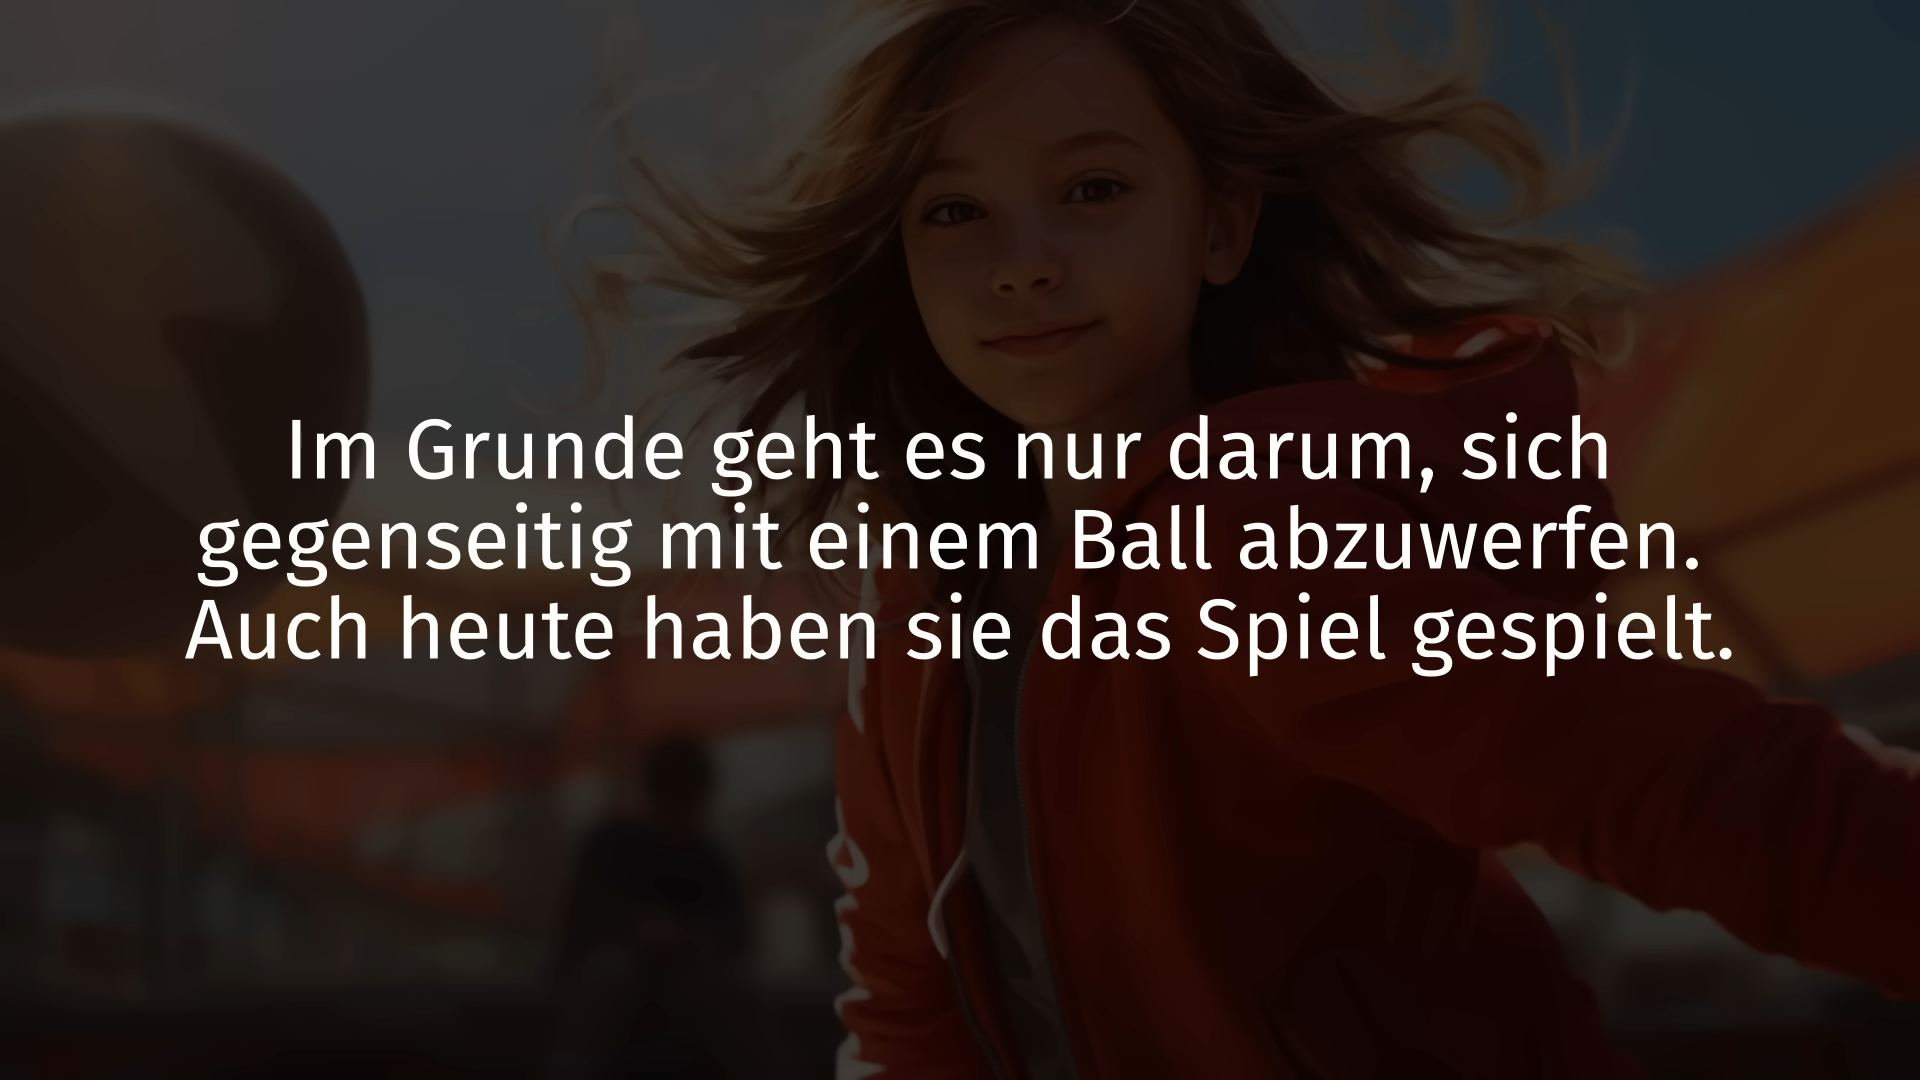 Im Grunde geht es nur darum, sich
gegenseitig mit einem Ball abzuwerfen.
Auch heute haben sie das Spiel gespielt.